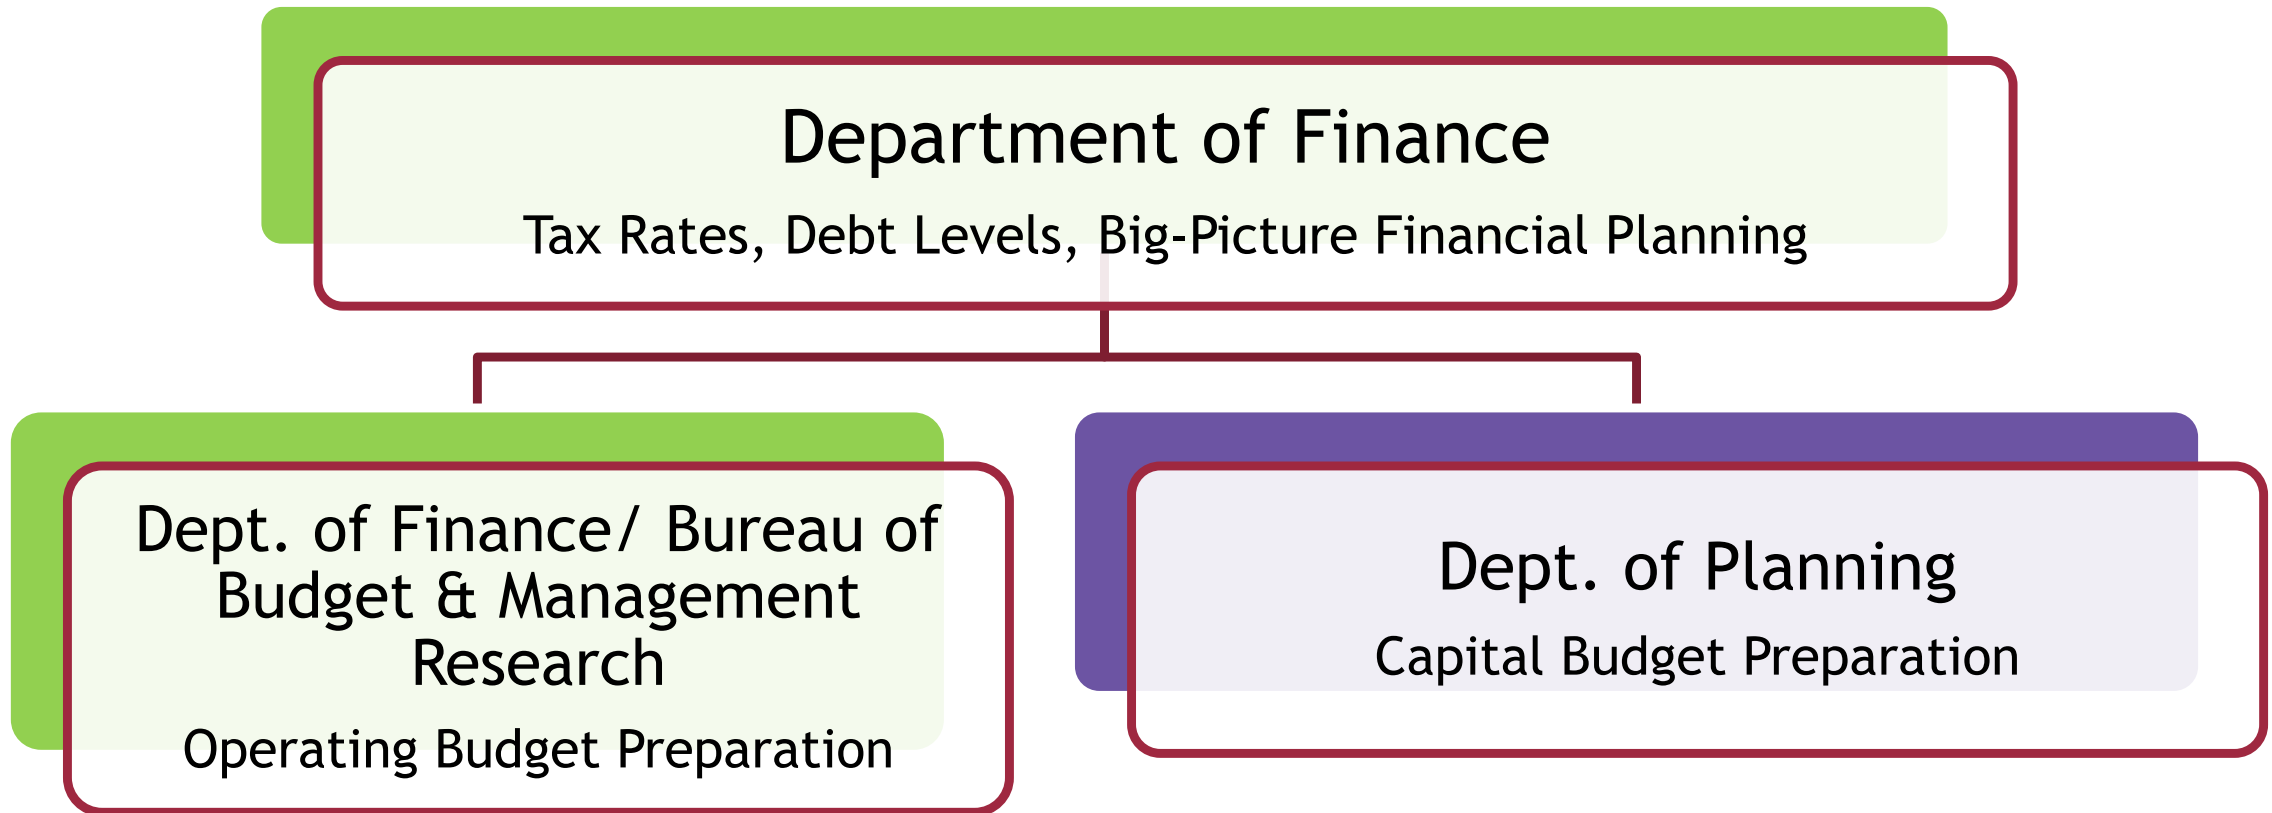 Department of Finance
Tax Rates, Debt Levels, Big-Picture Financial Planning
Dept. of Finance/ Bureau of
Budget & Management
Research
Operating Budget Preparation
Dept. of Planning
Capital Budget Preparation